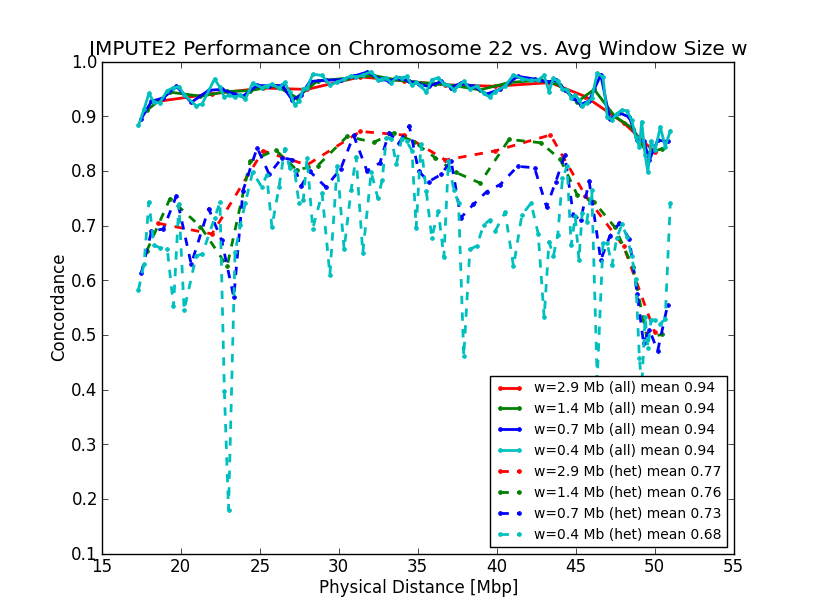 IMPUTE2 Performance on Chromosome 22 vs. Avg Window Size w
1.0
0.9
0.8
0.7
0.6
0.5
0.4
0.3
0.2
0.1
Concordance
w=2.9 Mb (all) mean 0.94
w=1.4 Mb (all) mean 0.94
w=0.7 Mb (all) mean 0.94
w=0.4 Mb (all) mean 0.94
w=2.9 Mb (het) mean 0.77
w=1.4 Mb (het) mean 0.76
w=0.7 Mb (het) mean 0.73
w=0.4 Mb (het) mean 0.68
15 20 25 30 35 40 45 50 55
Physical Distance [Mbp]